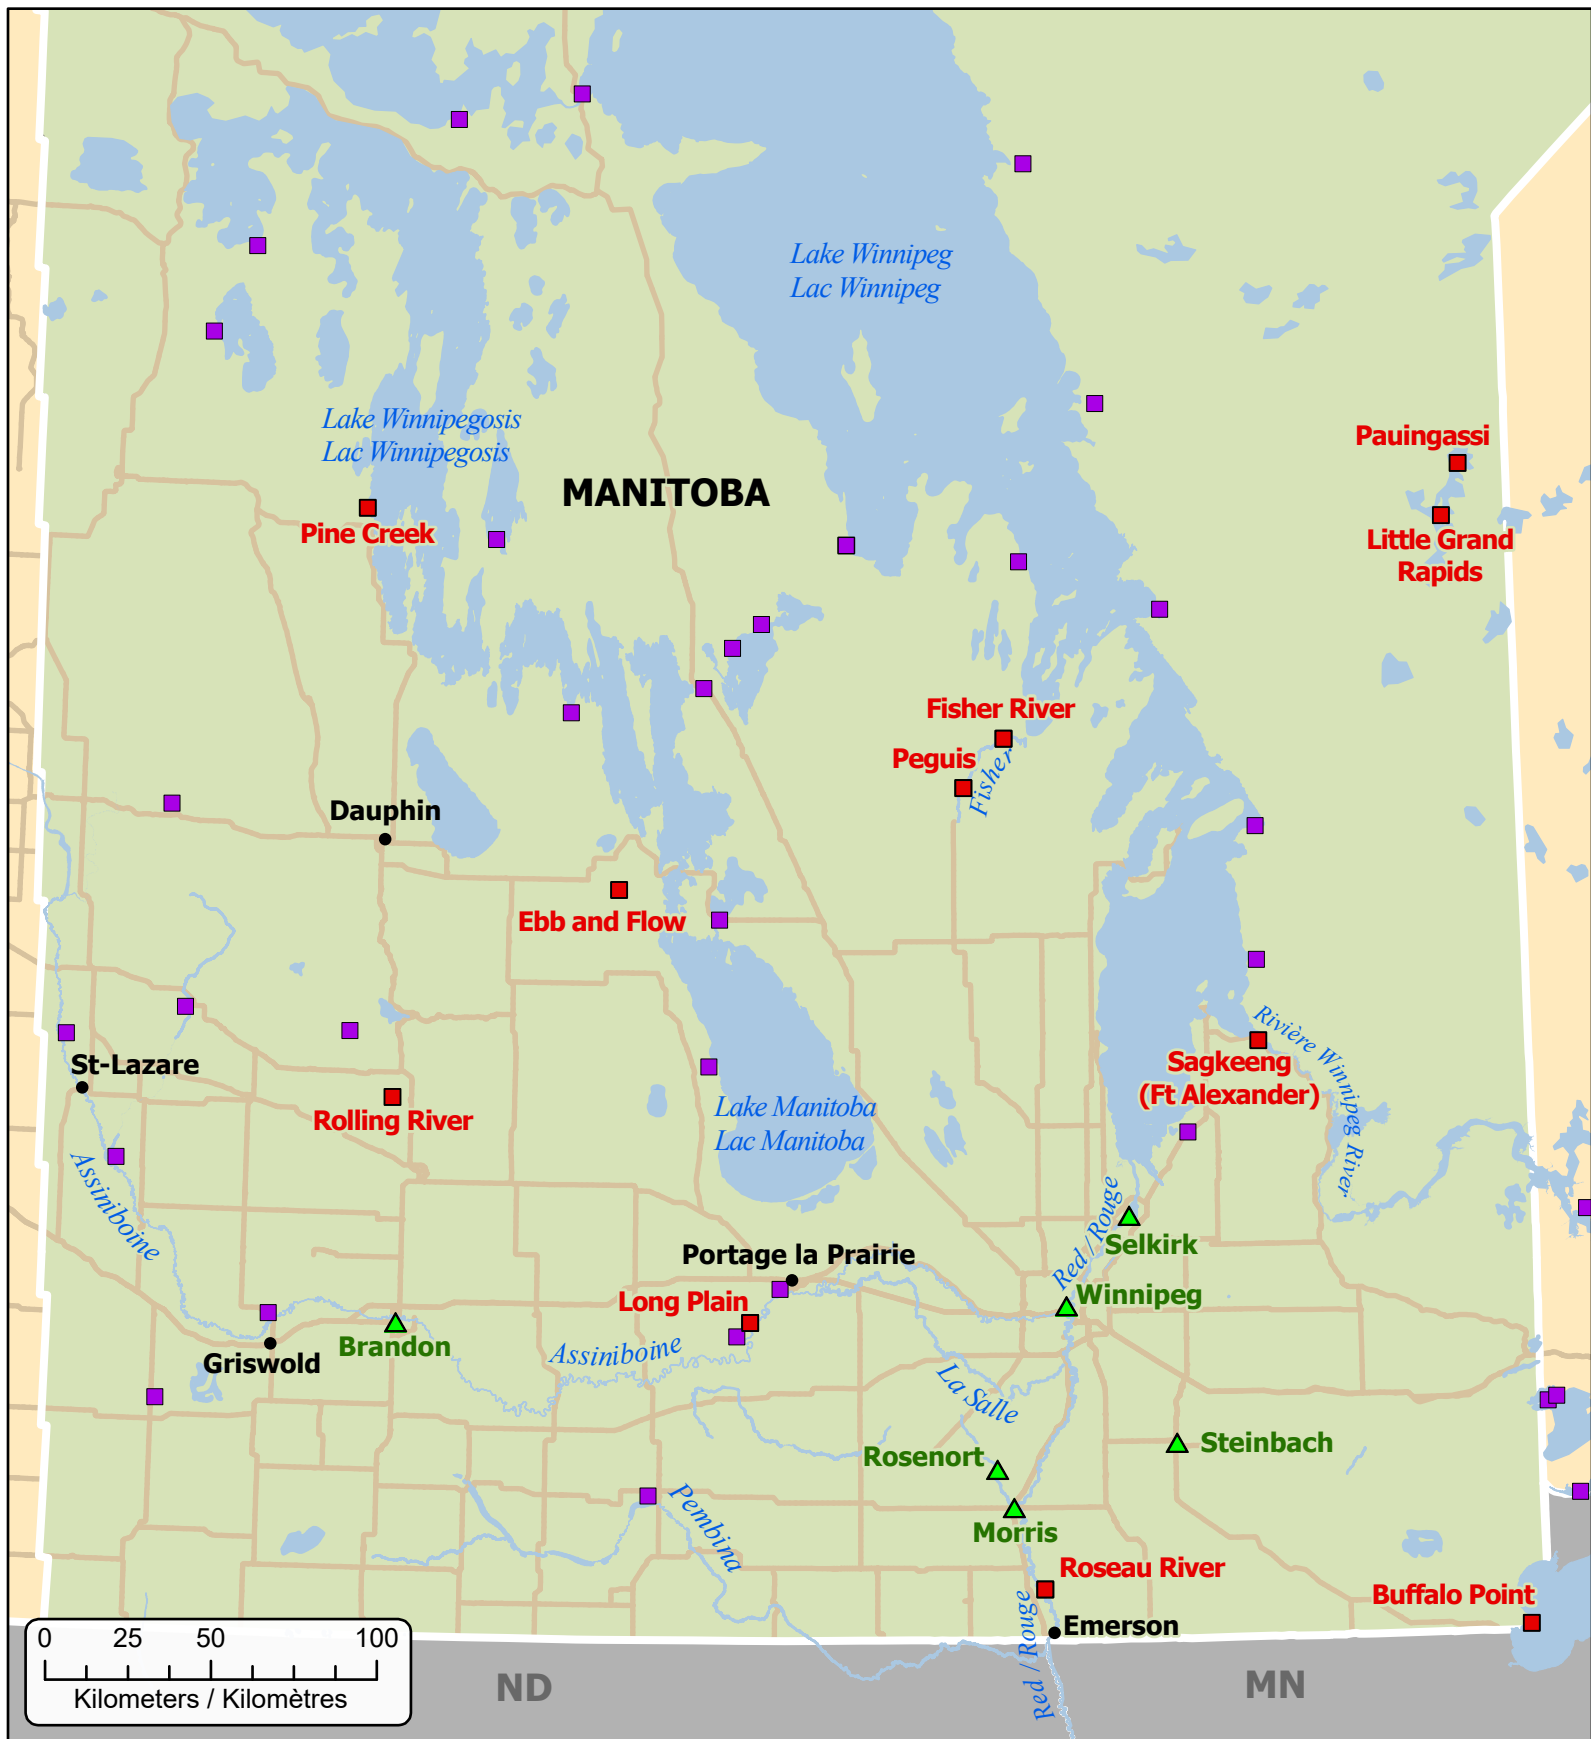 Lake Winnipeg
Lac Winnipeg
Lake Winnipegosis
Lac Winnipegosis
Pauingassi
MANITOBA
Pine Creek
Little Grand
Rapids
Fisher River
Peguis
Fisher
Dauphin
Ebb and Flow
Rivière Winnipeg River
St-Lazare
Sagkeeng
(Ft Alexander)
Rolling River
Lake Manitoba
Lac Manitoba
Assiniboine
Red / Rouge
Selkirk
Portage la Prairie
Winnipeg
Long Plain
Brandon
Assiniboine
Griswold
La Salle
Steinbach
Rosenort
Pembina
Morris
Roseau River
Buffalo Point
Emerson
Red / Rouge
0 25 50 100
Kilometers / Kilomètres
ND
MN